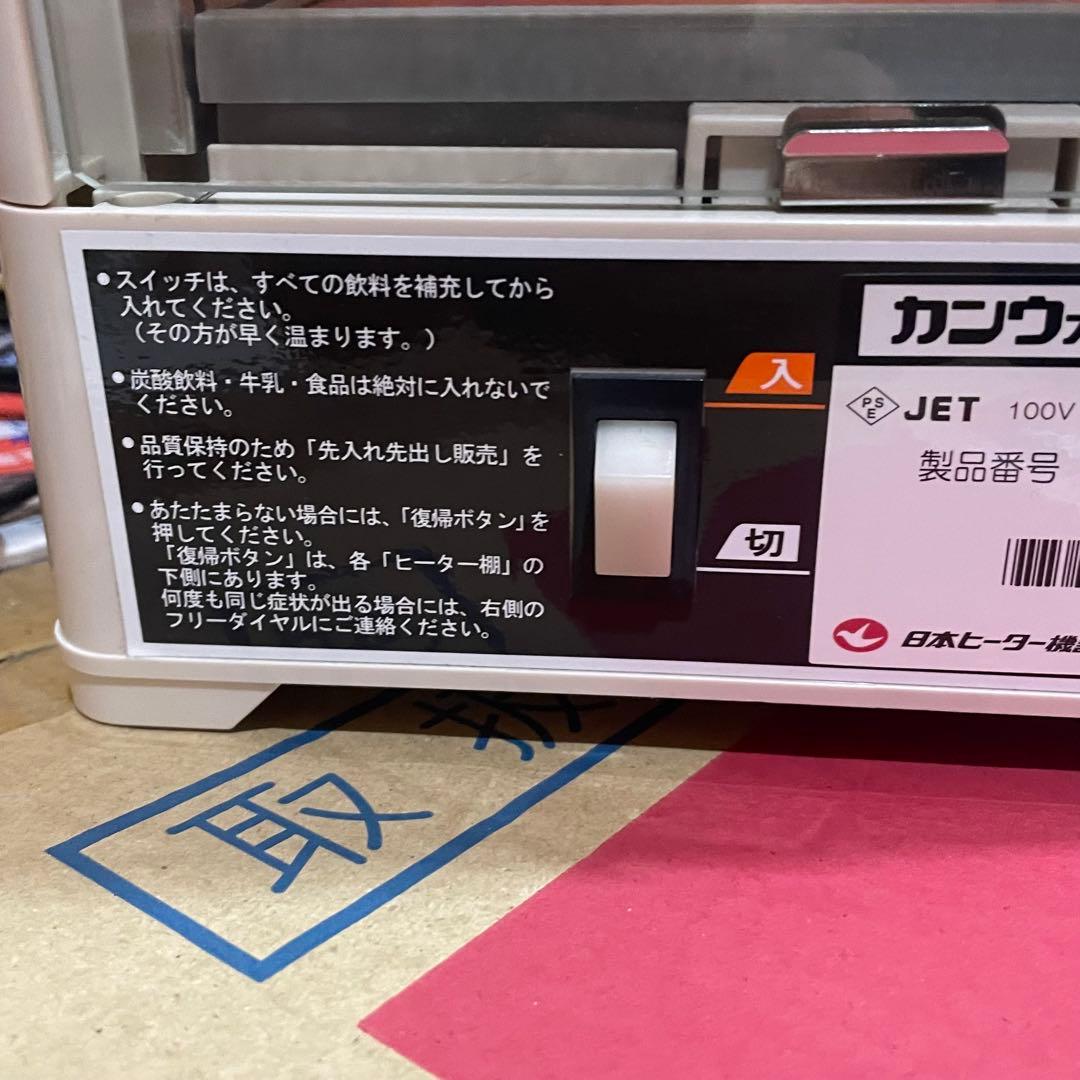 ●スイッチは、すべての飲料を補充してから
入れてください。
（その方が早く温まります。）
●炭酸飲料・牛乳・食品は絶対に入れないで
ください。
●品質保持のため「先入れ先出し販売」を
行ってください。
●あたたまらない場合には、「復帰ボタン」を
押してください。
「復帰ボタン」は、各「ヒーター棚」の
下側にあります。
何度も同じ症状が出る場合には、右側の
フリーダイヤルにご連絡ください。
入
切
カンウォ
PSE JET 100V
製品番号
日本ヒーター機
取扱